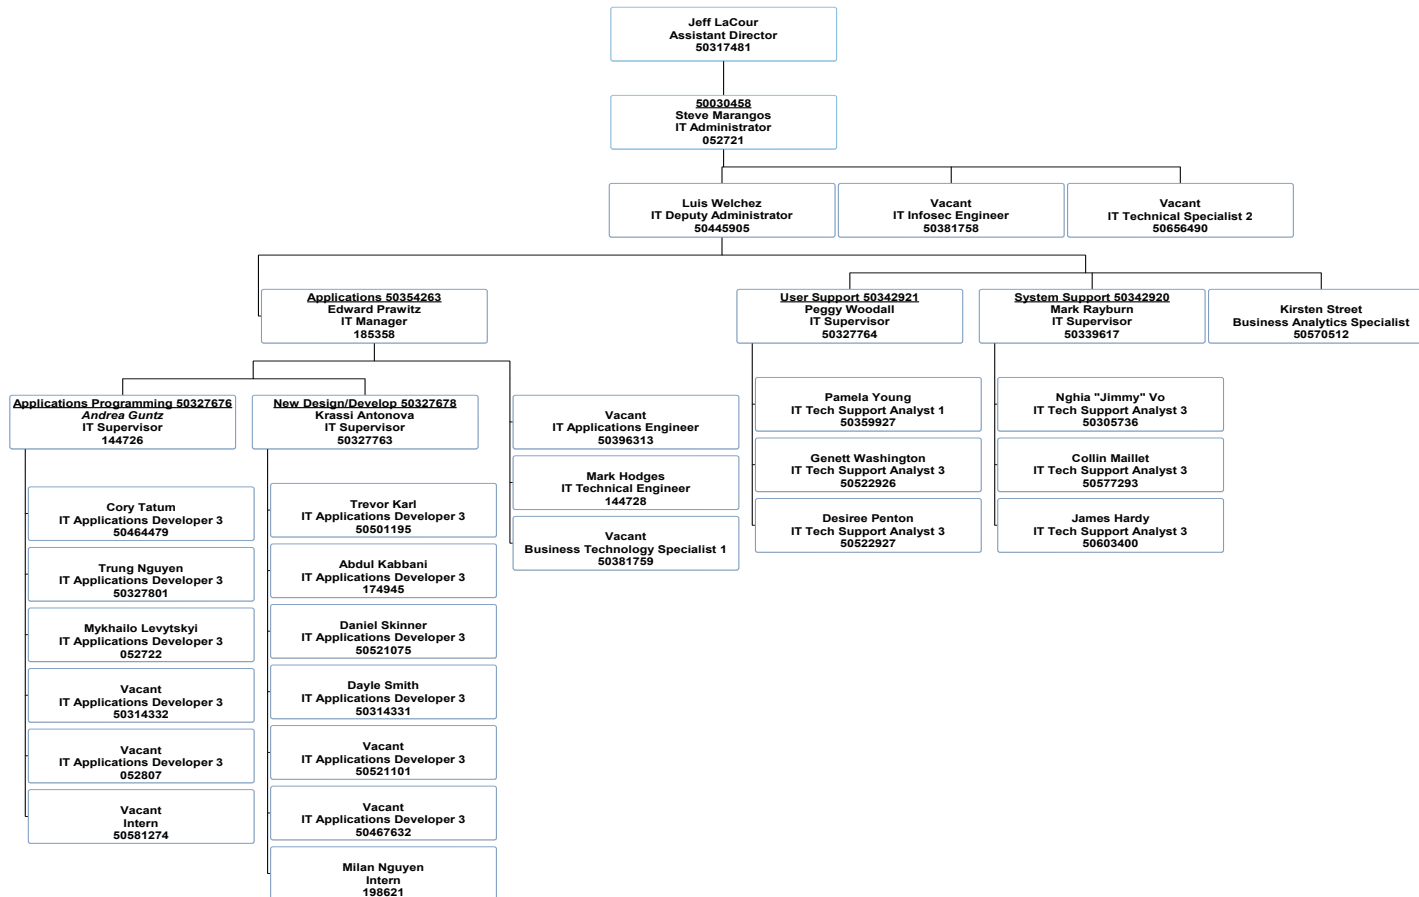 Jeff LaCour
Assistant Director
50317481
50030458
Steve Marangos
IT Administrator
052721
Luis Welchez
IT Deputy Administrator
50445905
Vacant
IT Infosec Engineer
50381758
Vacant
IT Technical Specialist 2
50656490
Applications 50354263
Edward Prawitz
IT Manager
185358
User Support 50342921
Peggy Woodall
IT Supervisor
50327764
System Support 50342920
Mark Rayburn
IT Supervisor
50339617
Kirsten Street
Business Analytics Specialist
50570512
Applications Programming 50327676
Andrea Guntz
IT Supervisor
144726
New Design/Develop 50327678
Krassi Antonova
IT Supervisor
50327763
Vacant
IT Applications Engineer
50396313
Mark Hodges
IT Technical Engineer
144728
Vacant
Business Technology Specialist 1
50381759
Pamela Young
IT Tech Support Analyst 1
50359927
Genett Washington
IT Tech Support Analyst 3
50522926
Desiree Penton
IT Tech Support Analyst 3
50522927
Nghia "Jimmy" Vo
IT Tech Support Analyst 3
50305736
Collin Maillet
IT Tech Support Analyst 3
50577293
James Hardy
IT Tech Support Analyst 3
50603400
Cory Tatum
IT Applications Developer 3
50464479
Trung Nguyen
IT Applications Developer 3
50327801
Mykhailo Levytskyi
IT Applications Developer 3
052722
Vacant
IT Applications Developer 3
50314332
Vacant
IT Applications Developer 3
052807
Vacant
Intern
50581274
Trevor Karl
IT Applications Developer 3
50501195
Abdul Kabbani
IT Applications Developer 3
174945
Daniel Skinner
IT Applications Developer 3
50521075
Dayle Smith
IT Applications Developer 3
50314331
Vacant
IT Applications Developer 3
50521101
Vacant
IT Applications Developer 3
50467632
Milan Nguyen
Intern
198621